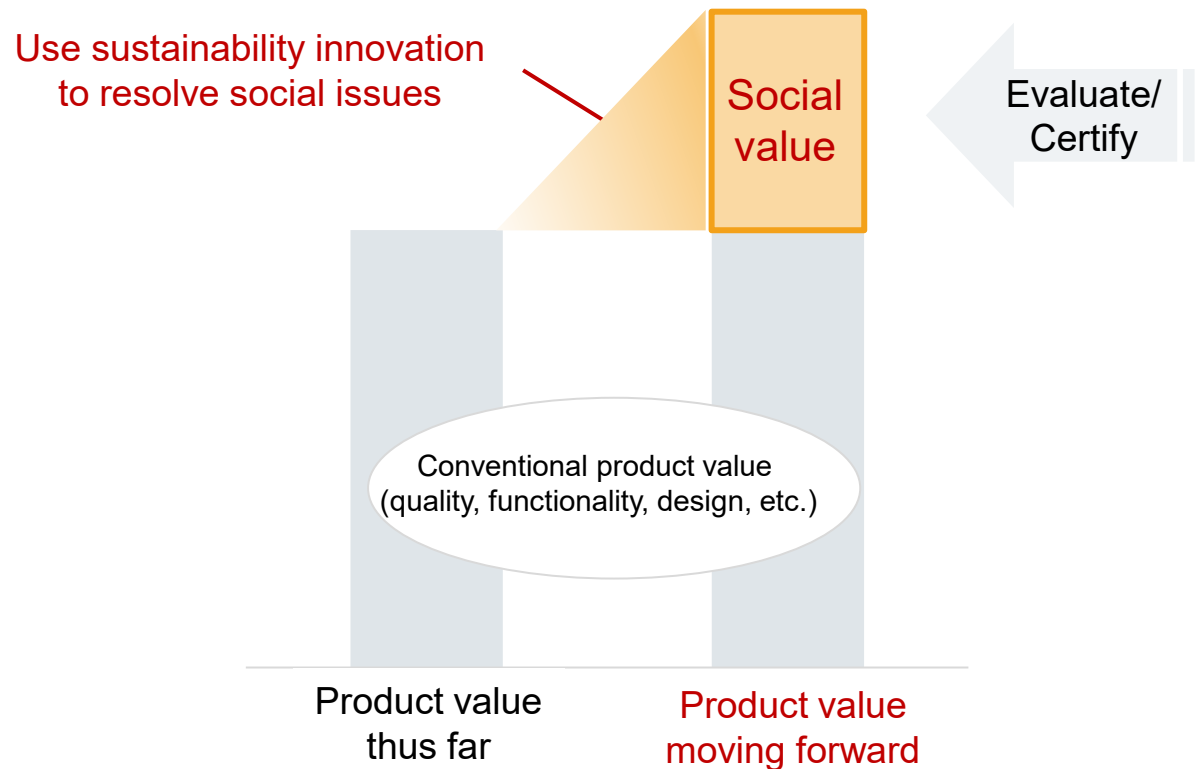 Use sustainability innovation
to resolve social issues
Social
value
Evaluate/
Certify
Conventional product value
(quality, functionality, design, etc.)
Product value
thus far
Product value
moving forward